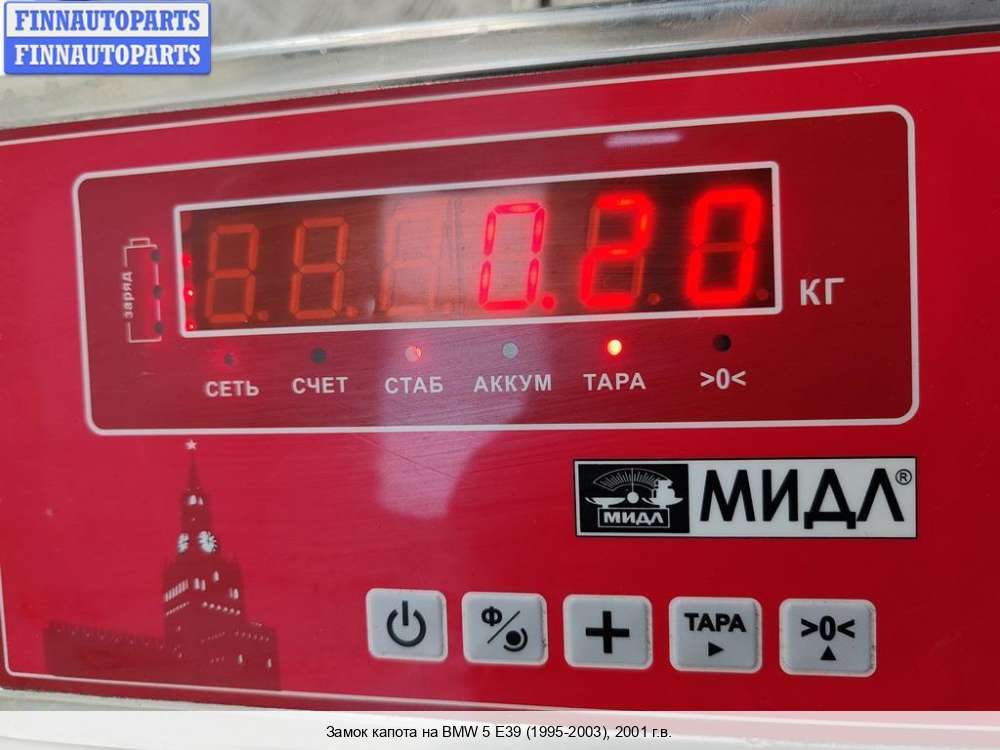 FINNAUTOPARTS
FINNAUTOPARTS
заряд
0.20
КГ
СЕТЬ СЧЕТ СТАБ АККУМ ТАРА >0<
МИДЛ МИДЛ®
Ф
ТАРА >0<
Замок капота на BMW 5 E39 (1995-2003), 2001 г.в.